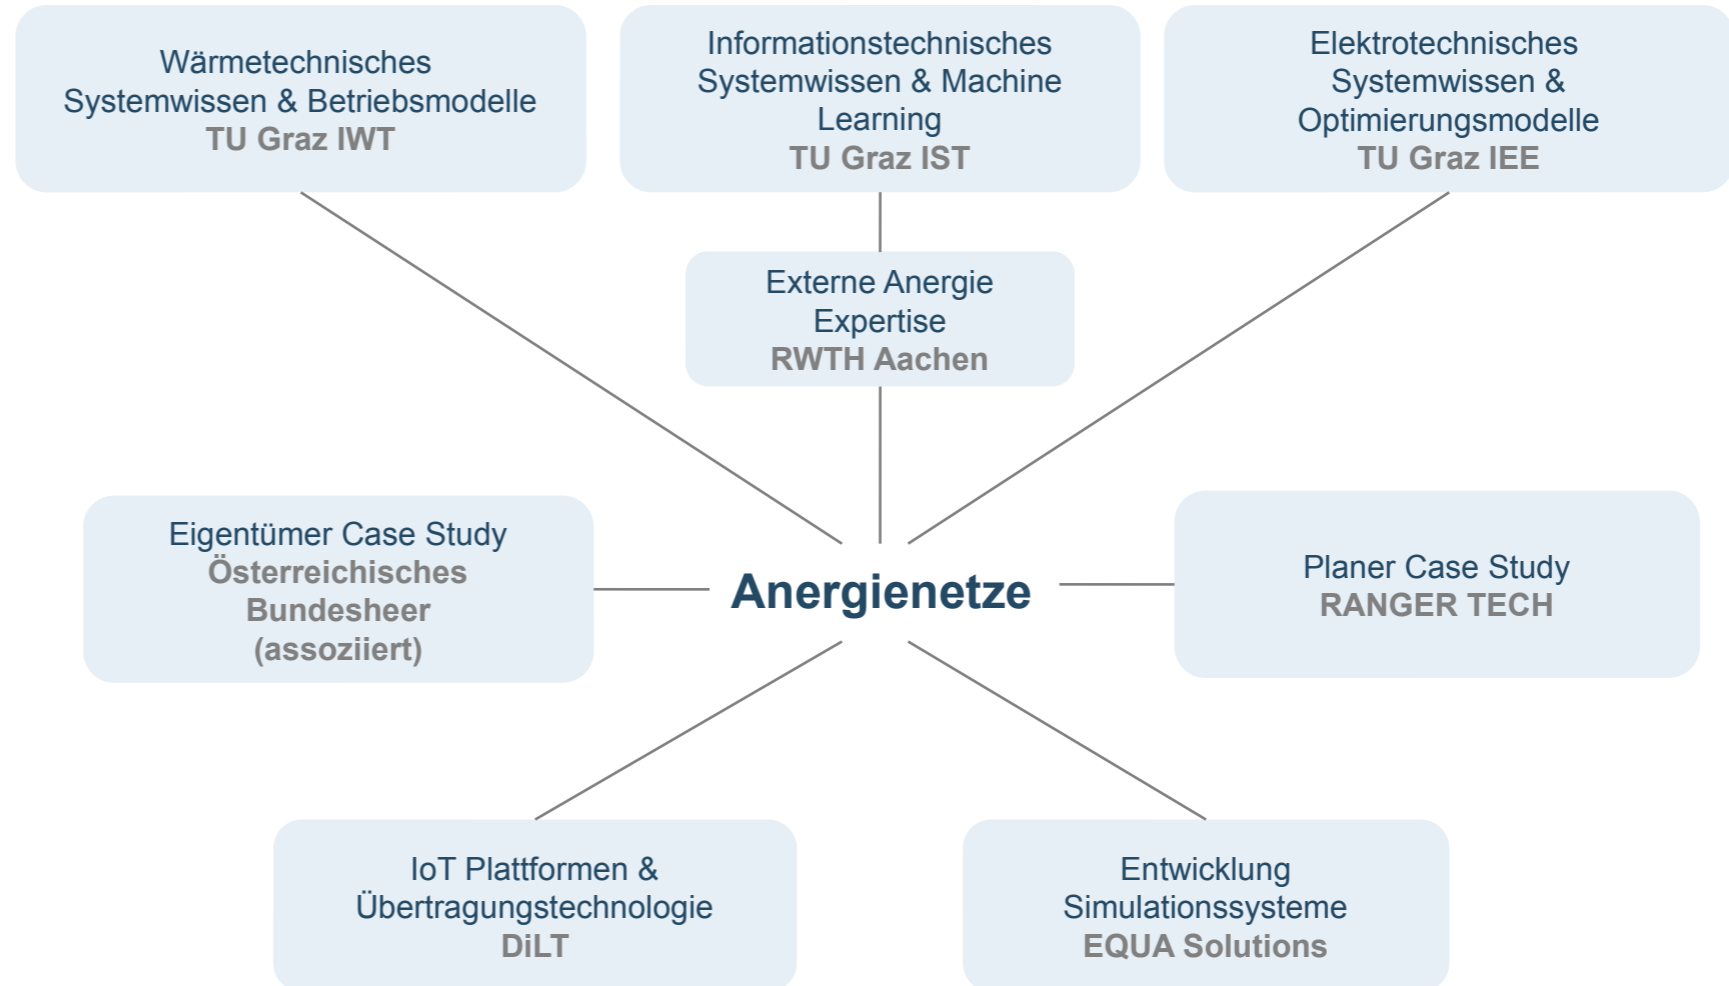 Wärmetechnisches
Systemwissen & Betriebsmodelle
TU Graz IWT
Informationstechnisches
Systemwissen & Machine
Learning
TU Graz IST
Elektrotechnisches
Systemwissen &
Optimierungsmodelle
TU Graz IEE
Externe Anergie
Expertise
RWTH Aachen
Eigentümer Case Study
Österreichisches
Bundesheer
(assoziiert)
Anergienetze
Planer Case Study
RANGER TECH
IoT Plattformen &
Übertragungstechnologie
DiLT
Entwicklung
Simulationssysteme
EQUA Solutions